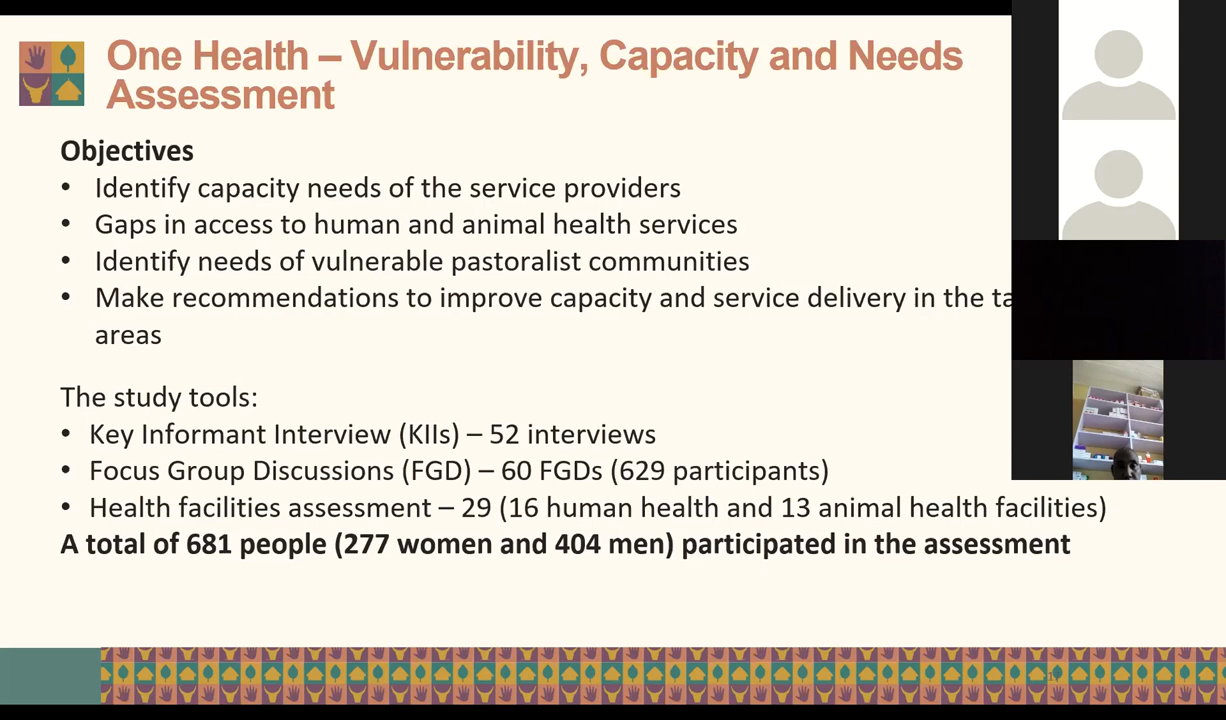 One Health – Vulnerability, Capacity and Needs
Assessment
Objectives
• Identify capacity needs of the service providers
• Gaps in access to human and animal health services
• Identify needs of vulnerable pastoralist communities
• Make recommendations to improve capacity and service delivery in the
areas
The study tools:
• Key Informant Interview (KIIs) – 52 interviews
• Focus Group Discussions (FGD) – 60 FGDs (629 participants)
• Health facilities assessment – 29 (16 human health and 13 animal health facilities)
A total of 681 people (277 women and 404 men) participated in the assessment